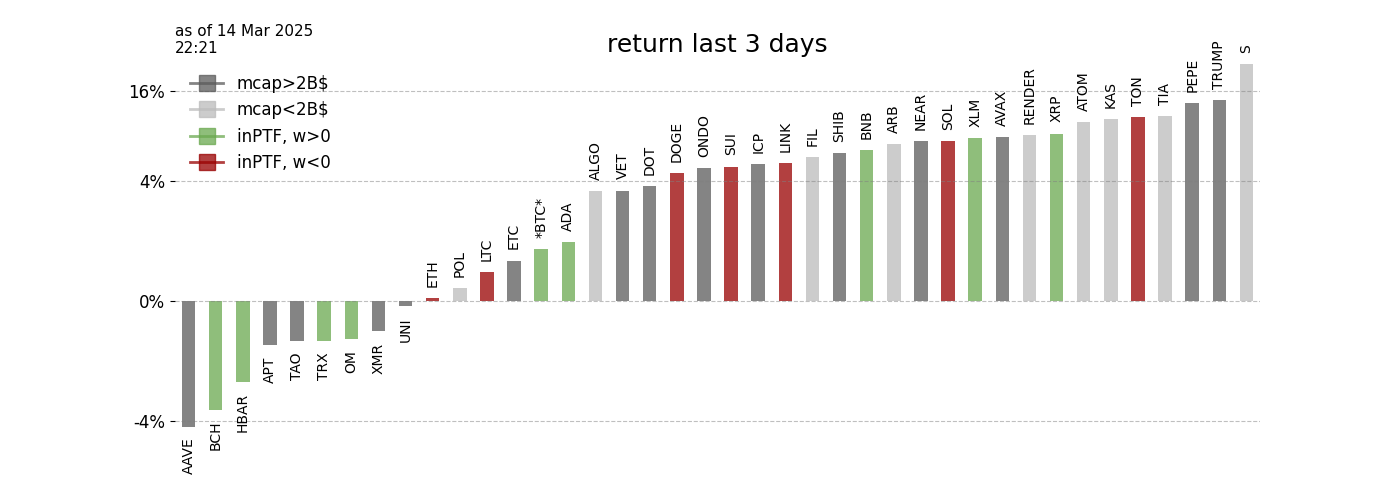 as of 14 Mar 2025
22:21
return last 3 days
mcap>2B$
mcap<2B$
inPTF, w>0
inPTF, w<0
16%
4%
0%
-4%
AAVE
BCH
HBAR
APT
TAO
TRX
OM
XMR
UNI
ETH
POL
LTC
ETC
*BTC*
ADA
ALGO
VET
DOT
DOGE
ONDO
SUI
ICP
LINK
FIL
SHIB
BNB
ARB
NEAR
SOL
XLM
AVAX
RENDER
XRP
ATOM
KAS
TON
TIA
PEPE
TRUMP
S